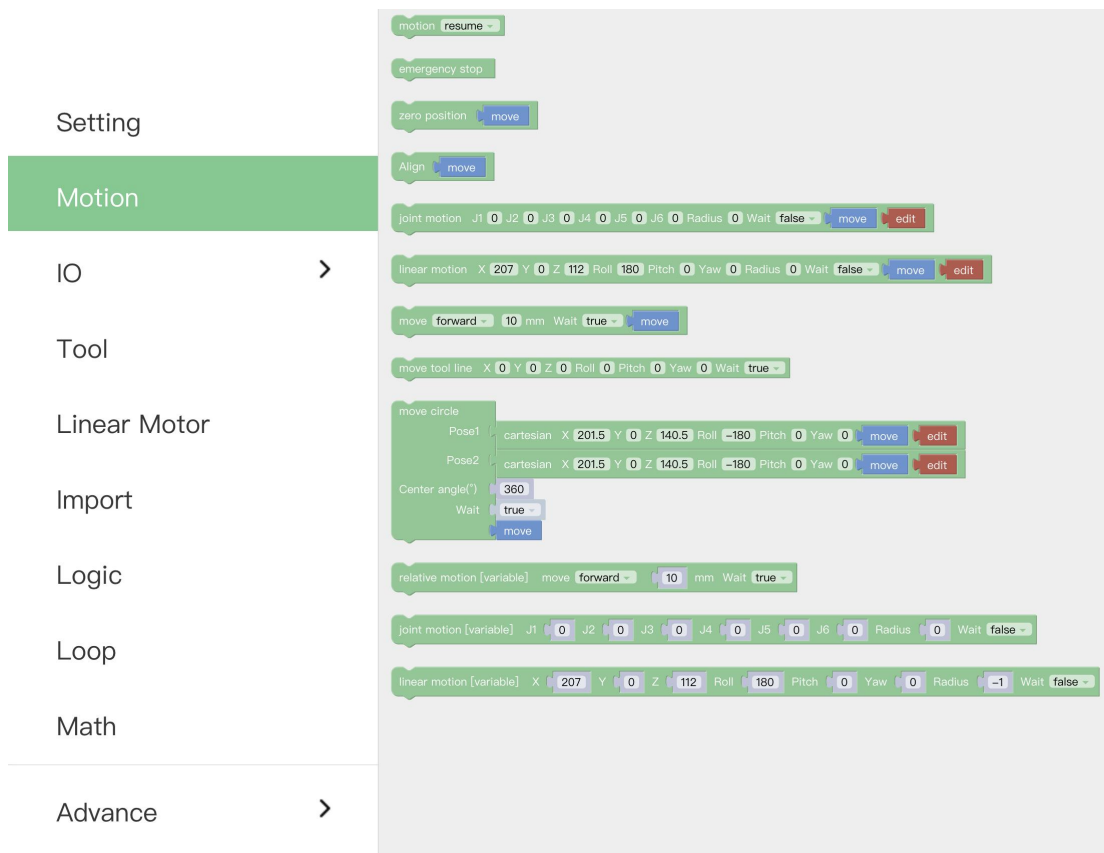 Setting
Motion
IO
Tool
Linear Motor
Import
Logic
Loop
Math
Advance
motion resume
emergency stop
zero position move
Align move
joint motion J1 0 J2 0 J3 0 J4 0 J5 0 J6 0 Radius 0 Wait false move edit
linear motion X 207 Y 0 Z 112 Roll 180 Pitch 0 Yaw 0 Radius 0 Wait false move edit
move forward 10 mm Wait true move
move tool line X 0 Y 0 Z 0 Roll 0 Pitch 0 Yaw 0 Wait true
move circle
Pose1 cartesian X 201.5 Y 0 Z 140.5 Roll -180 Pitch 0 Yaw 0 move edit
Pose2 cartesian X 201.5 Y 0 Z 140.5 Roll -180 Pitch 0 Yaw 0 move edit
Center angle(°) 360
Wait true
move
relative motion [variable] move forward 10 mm Wait true
joint motion [variable] J1 0 J2 0 J3 0 J4 0 J5 0 J6 0 Radius 0 Wait false
linear motion [variable] X 207 Y 0 Z 112 Roll 180 Pitch 0 Yaw 0 Radius -1 Wait false